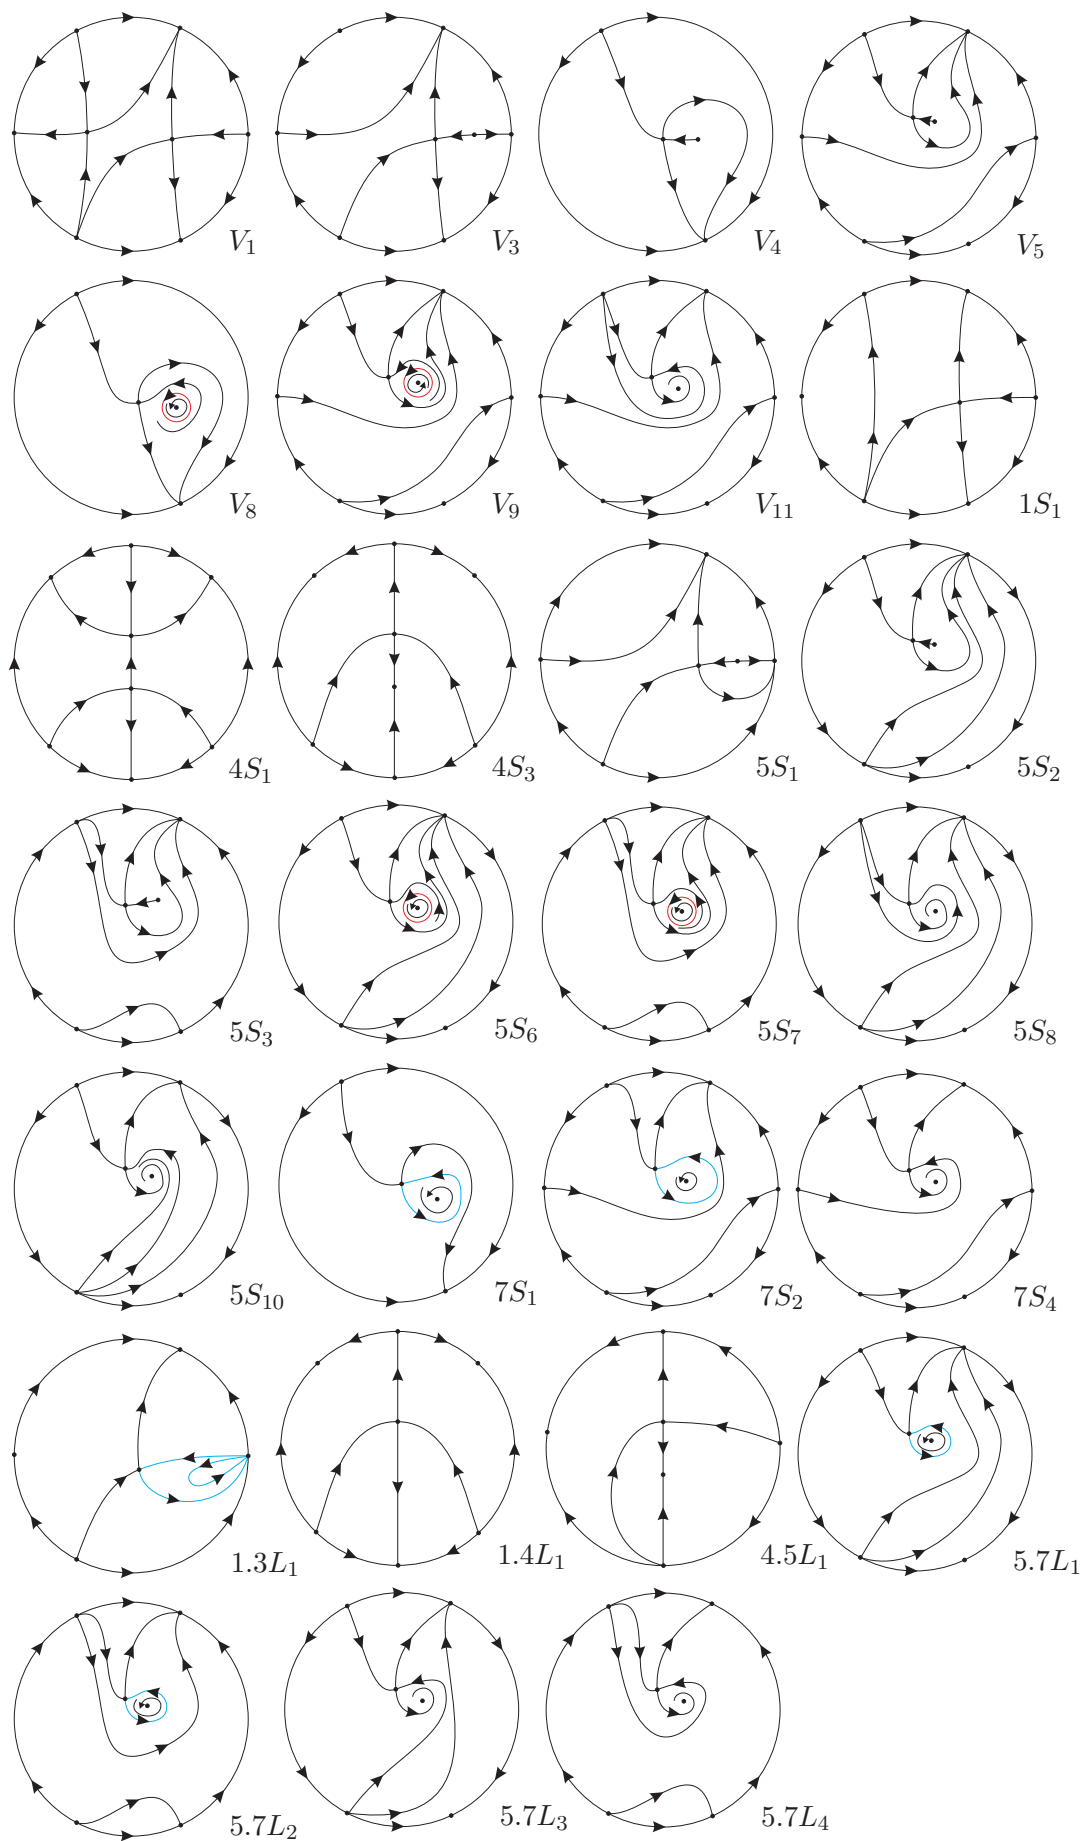 V₁ V₃ V₄ V₅
V₈ V₉ V₁₁ 1S₁
4S₁ 4S₃ 5S₁ 5S₂
5S₃ 5S₆ 5S₇ 5S₈
5S₁₀ 7S₁ 7S₂ 7S₄
1.3L₁ 1.4L₁ 4.5L₁ 5.7L₁
5.7L₂ 5.7L₃ 5.7L₄